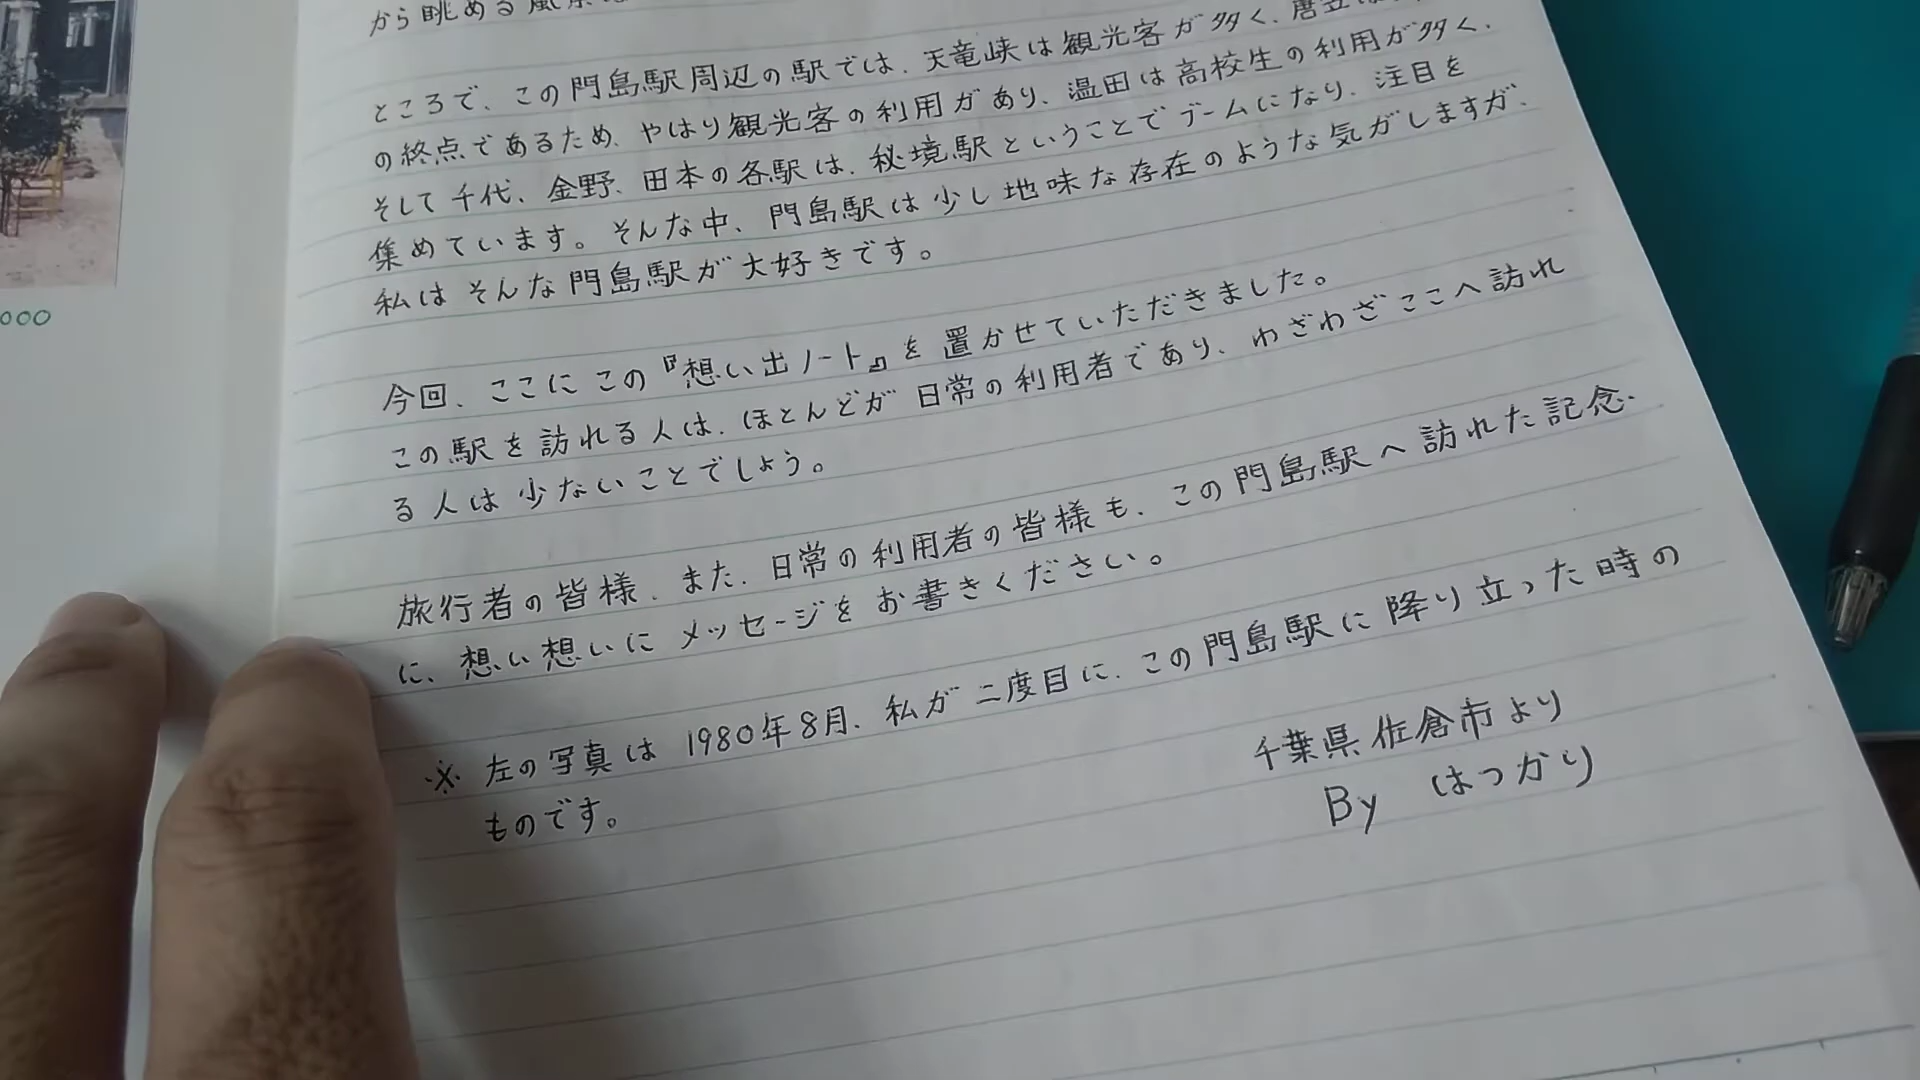 から眺める風景
ところで、この門島駅周辺の駅では、天竜峡は観光客が多く、唐笠は
の終点であるため、やはり観光客の利用があり、温田は高校生の利用が多く、
そして千代、金野、田本の各駅は、秘境駅ということでブームになり、注目を
集めています。そんな中、門島駅は少し地味な存在のような気がしますが、
私はそんな門島駅が大好きです。
今回、ここにこの『想い出ノート』を置かせていただきました。
この駅を訪れる人は、ほとんどが日常の利用者であり、わざわざここへ訪れ
る人は少ないことでしょう。
旅行者の皆様、また、日常の利用者の皆様も、この門島駅へ訪れた記念
に、想い想いにメッセージをお書きください。
※ 左の写真は 1980年8月、私が二度目に、この門島駅に降り立った時の
ものです。
千葉県佐倉市より
By はつかり
000